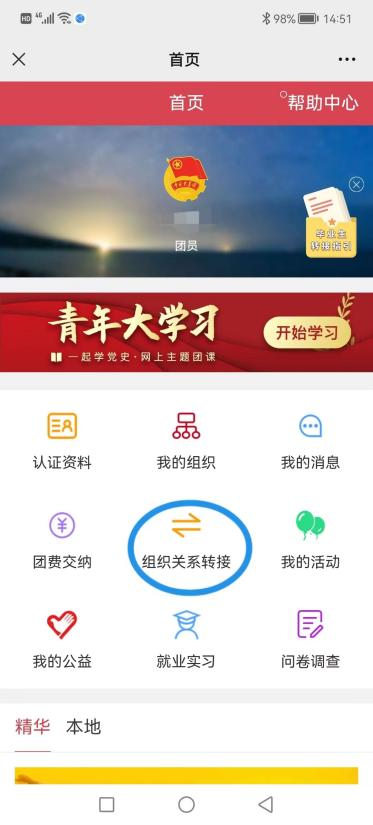 HD 4G 98% 14:51
首页
首页 帮助中心
团员
毕业生
转接指引
青年大学习
一起学党史·网上主题团课
开始学习
认证资料 我的组织 我的消息
团费交纳 组织关系转接 我的活动
我的公益 就业实习 问卷调查
精华 本地